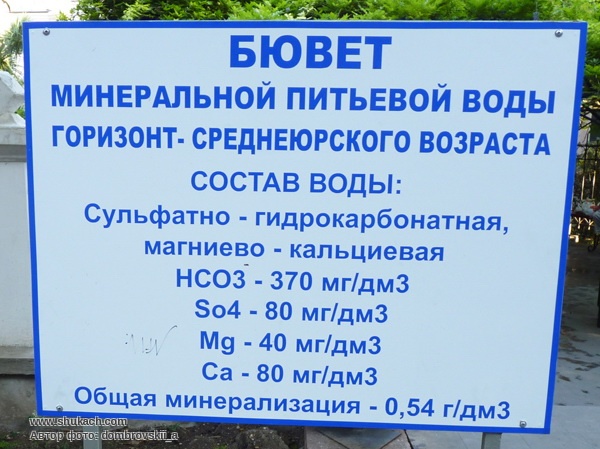 БЮВЕТ
МИНЕРАЛЬНОЙ ПИТЬЕВОЙ ВОДЫ
ГОРИЗОНТ- СРЕДНЕЮРСКОГО ВОЗРАСТА
СОСТАВ ВОДЫ:
Сульфатно - гидрокарбонатная,
магниево - кальциевая
НСО3 - 370 мг/дм3
So4 - 80 мг/дм3
Mg - 40 мг/дм3
Ca - 80 мг/дм3
Общая минерализация - 0,54 г/дм3
www.shukach.com
Автор фото: dombrovskii_a